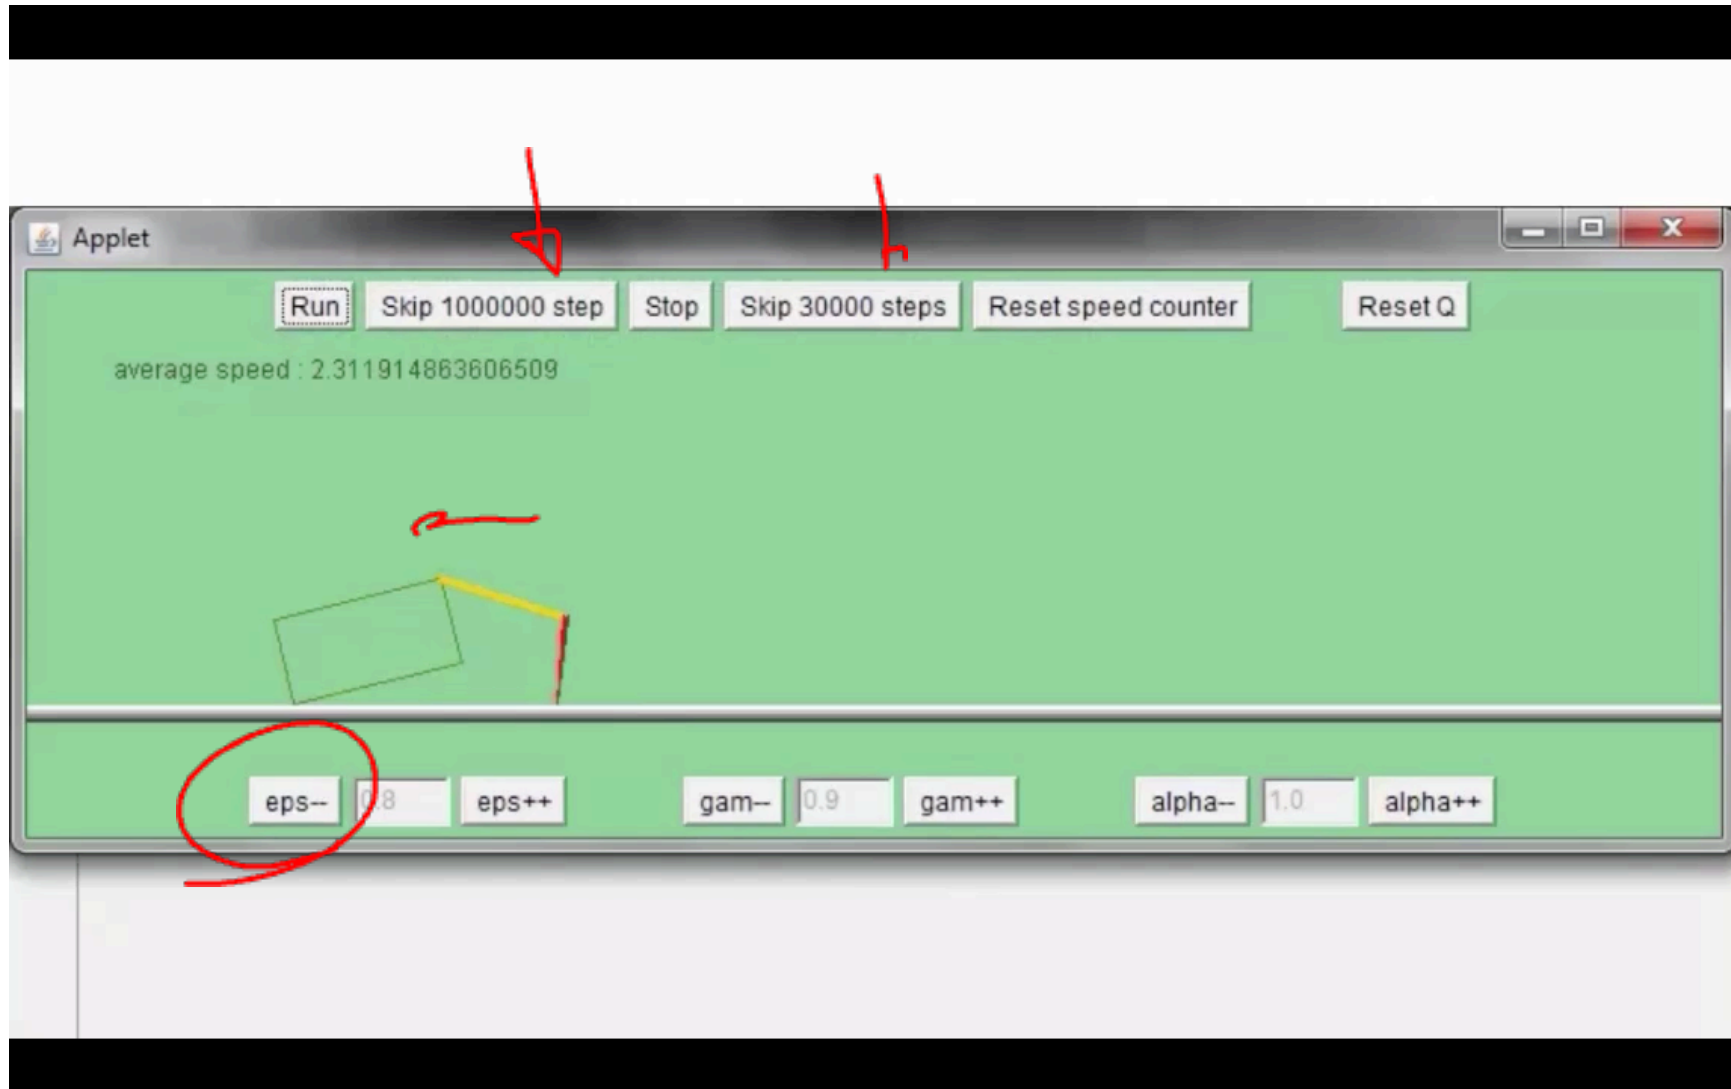 Applet
Run Skip 1000000 step Stop Skip 30000 steps Reset speed counter Reset Q
average speed : 2.311914863606509
eps-- 0.8 eps++ gam-- 0.9 gam++ alpha-- 1.0 alpha++